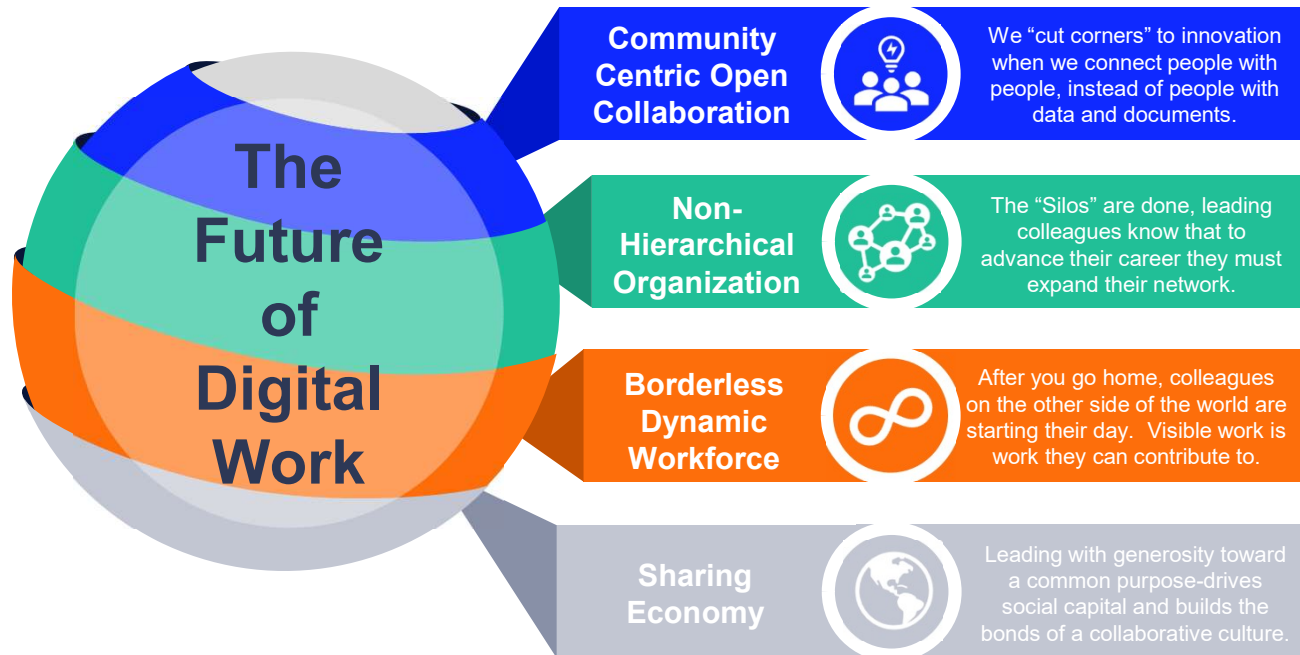 The
Future
of
Digital
Work
Community
Centric Open
Collaboration
We “cut corners” to innovation
when we connect people with
people, instead of people with
data and documents.
Non-
Hierarchical
Organization
The “Silos” are done, leading
colleagues know that to
advance their career they must
expand their network.
Borderless
Dynamic
Workforce
After you go home, colleagues
on the other side of the world are
starting their day.  Visible work is
work they can contribute to.
Sharing
Economy
Leading with generosity toward
a common purpose-drives
social capital and builds the
bonds of a collaborative culture.